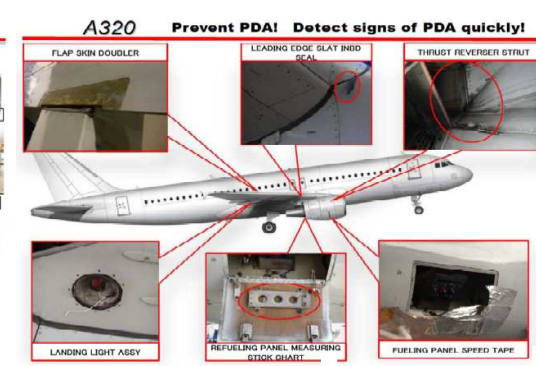 A320 Prevent PDA! Detect signs of PDA quickly!
FLAP SKIN DOUBLER
LEADING EDGE SLAT INBD
SEAL
THRUST REVERSER STRUT
LANDING LIGHT ASSY
REFUELING PANEL MEASURING
STICK CHART
FUELING PANEL SPEED TAPE